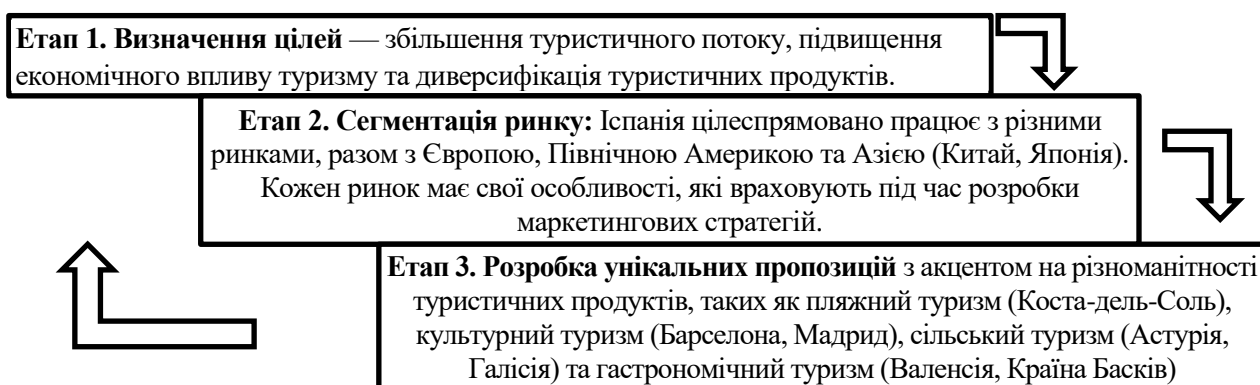 Етап 1. Визначення цілей — збільшення туристичного потоку, підвищення
економічного впливу туризму та диверсифікація туристичних продуктів.
Етап 2. Сегментація ринку: Іспанія цілеспрямовано працює з різними
ринками, разом з Європою, Північною Америкою та Азією (Китай, Японія).
Кожен ринок має свої особливості, які враховують під час розробки
маркетингових стратегій.
Етап 3. Розробка унікальних пропозицій з акцентом на різноманітності
туристичних продуктів, таких як пляжний туризм (Коста-дель-Соль),
культурний туризм (Барселона, Мадрид), сільський туризм (Астурія,
Галісія) та гастрономічний туризм (Валенсія, Країна Басків)